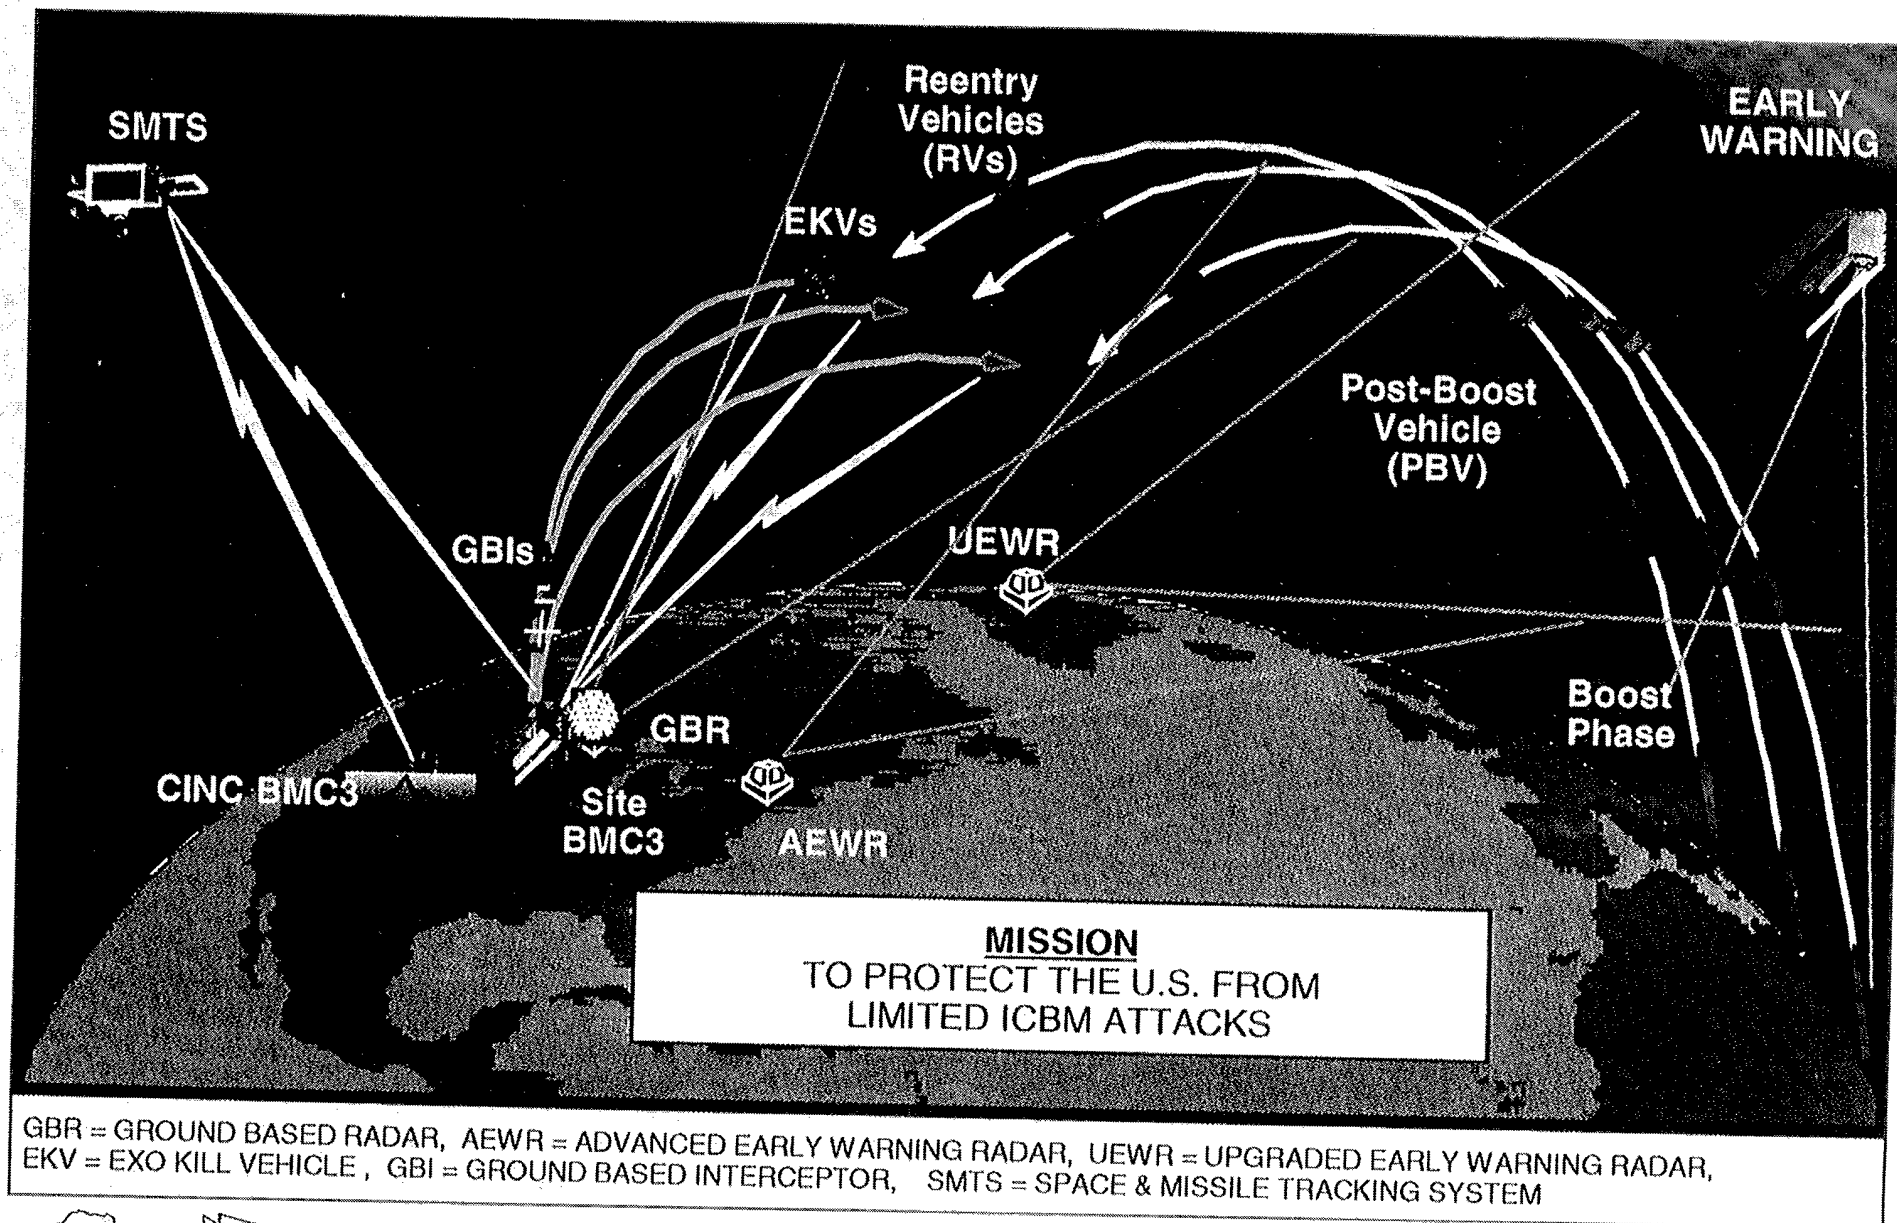 SMTS
Reentry
Vehicles
(RVs)
EARLY
WARNING
EKVs
Post-Boost
Vehicle
(PBV)
GBIs
UEWR
Boost
Phase
GBR
CINC BMC3
Site
BMC3
AEWR
MISSION
TO PROTECT THE U.S. FROM
LIMITED ICBM ATTACKS
GBR = GROUND BASED RADAR, AEWR = ADVANCED EARLY WARNING RADAR, UEWR = UPGRADED EARLY WARNING RADAR,
EKV = EXO KILL VEHICLE , GBI = GROUND BASED INTERCEPTOR, SMTS = SPACE & MISSILE TRACKING SYSTEM